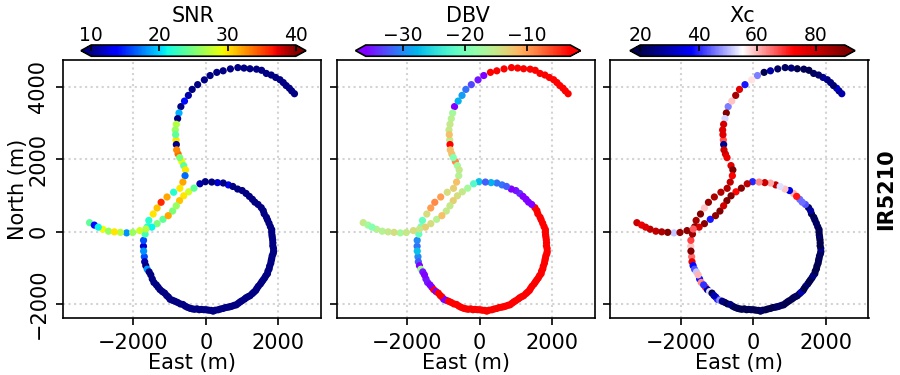 SNR DBV Xc
10 20 30 40 −30 −20 −10 20 40 60 80
4000
2000
0
−2000
North (m)
IR5210
−2000 0 2000 −2000 0 2000 −2000 0 2000
East (m) East (m) East (m)